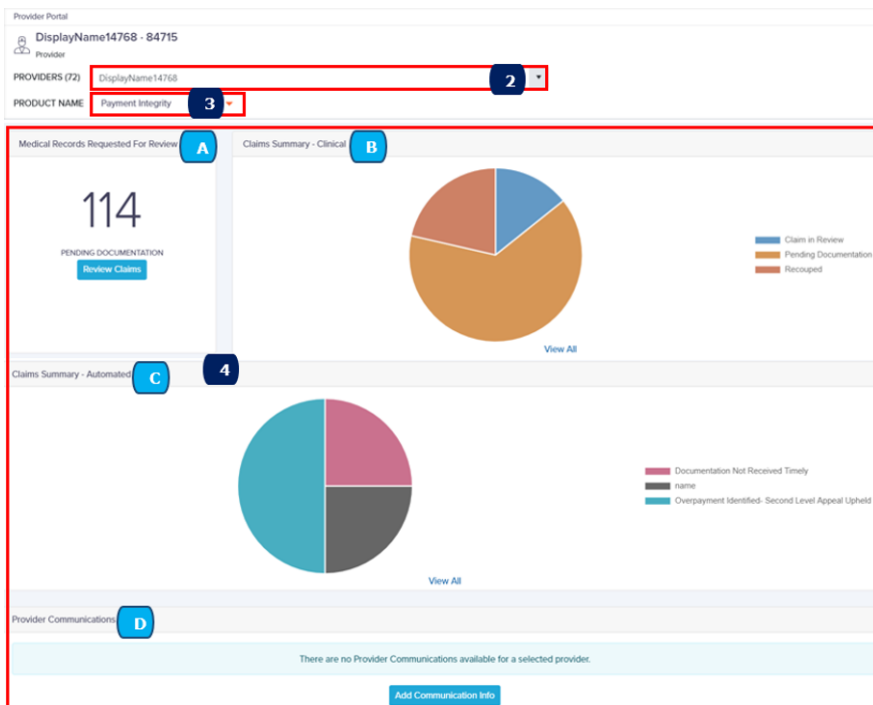 Provider Portal
DisplayName14768 - 84715
Provider
PROVIDERS (72) DisplayName14768 2
PRODUCT NAME Payment Integrity 3
Medical Records Requested For Review A
Claims Summary - Clinical B
114
PENDING DOCUMENTATION
Review Claims
Claim in Review
Pending Documentation
Recouped
View All
4
Claims Summary - Automated C
Documentation Not Received Timely
name
Overpayment Identified- Second Level Appeal Upheld
View All
Provider Communications D
There are no Provider Communications available for a selected provider.
Add Communication Info